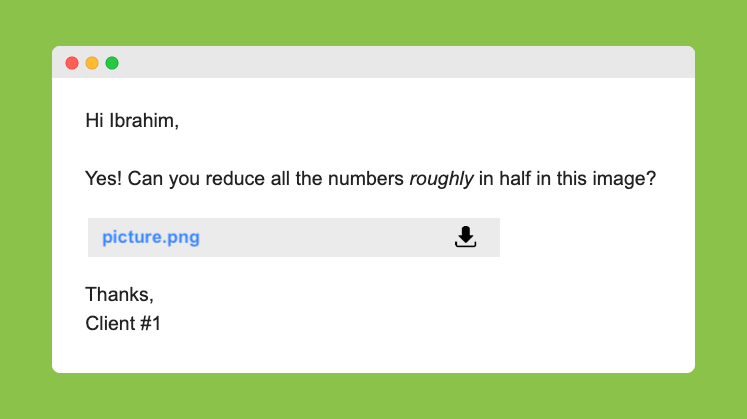 Hi Ibrahim,
Yes! Can you reduce all the numbers roughly in half in this image?
picture.png
Thanks,
Client #1